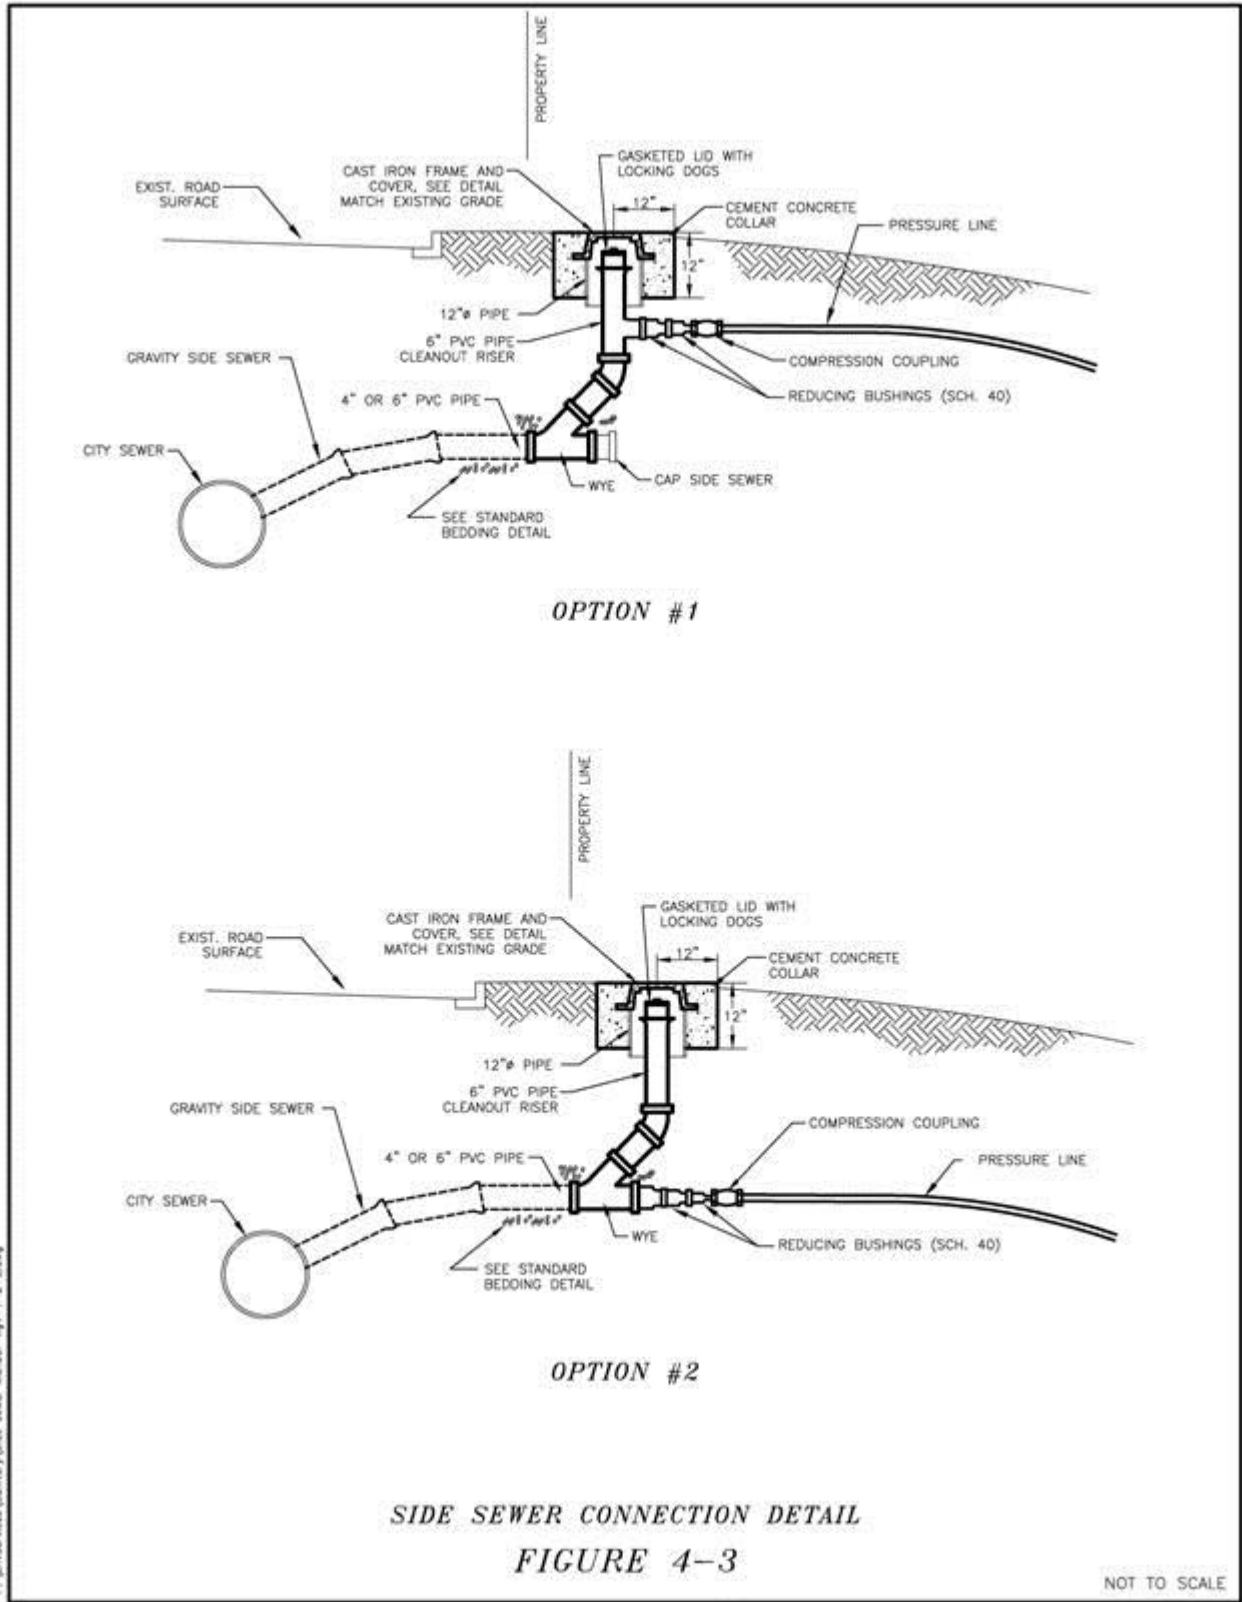 PROPERTY LINE
GASKETED LID WITH
LOCKING DOGS
CAST IRON FRAME AND
COVER, SEE DETAIL
MATCH EXISTING GRADE
EXIST. ROAD
SURFACE
12"
CEMENT CONCRETE
COLLAR
PRESSURE LINE
12"
12"ø PIPE
6" PVC PIPE
CLEANOUT RISER
GRAVITY SIDE SEWER
COMPRESSION COUPLING
4" OR 6" PVC PIPE
REDUCING BUSHINGS (SCH. 40)
CITY SEWER
WYE
CAP SIDE SEWER
SEE STANDARD
BEDDING DETAIL
OPTION #1
PROPERTY LINE
GASKETED LID WITH
LOCKING DOGS
CAST IRON FRAME AND
COVER, SEE DETAIL
MATCH EXISTING GRADE
EXIST. ROAD
SURFACE
12"
CEMENT CONCRETE
COLLAR
12"
12"ø PIPE
6" PVC PIPE
CLEANOUT RISER
GRAVITY SIDE SEWER
COMPRESSION COUPLING
4" OR 6" PVC PIPE
PRESSURE LINE
CITY SEWER
WYE
REDUCING BUSHINGS (SCH. 40)
SEE STANDARD
BEDDING DETAIL
OPTION #2
SIDE SEWER CONNECTION DETAIL
FIGURE 4-3
NOT TO SCALE